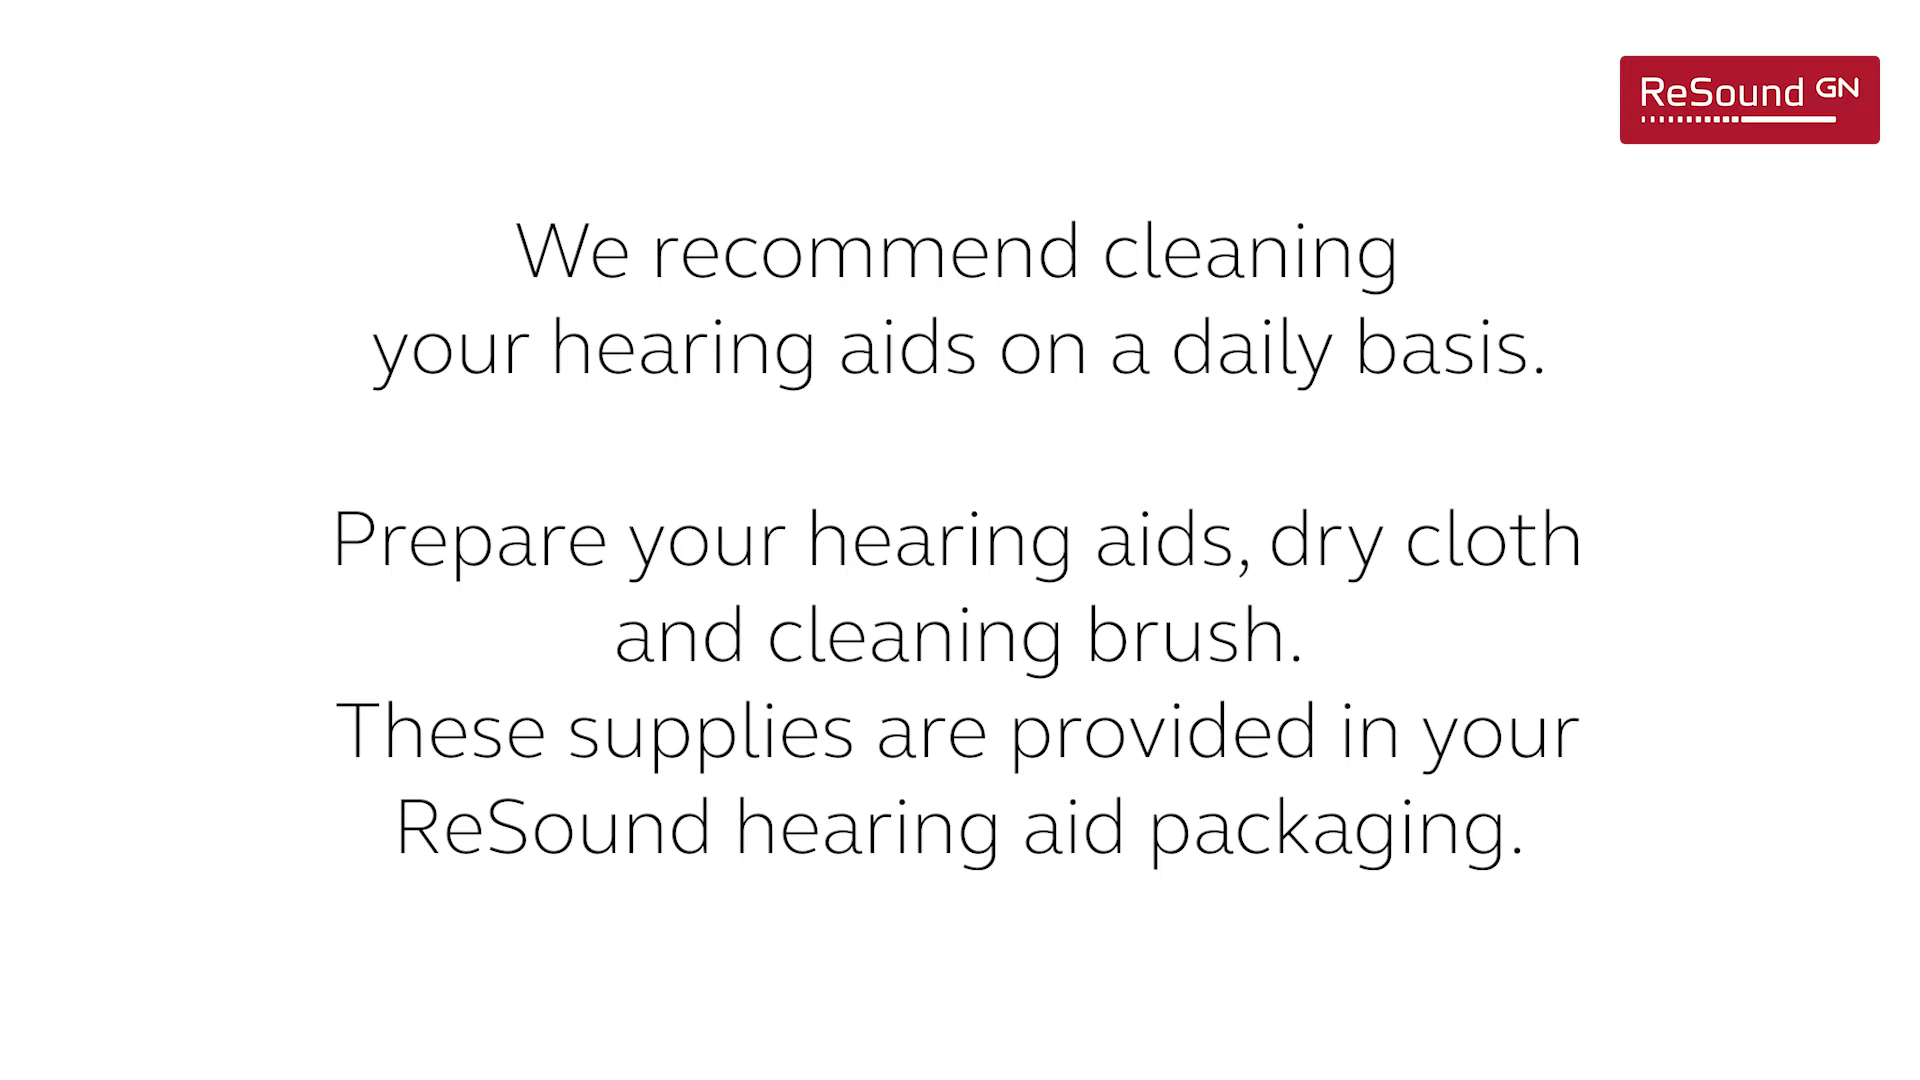 ReSound GN
We recommend cleaning
your hearing aids on a daily basis.
Prepare your hearing aids, dry cloth
and cleaning brush.
These supplies are provided in your
ReSound hearing aid packaging.